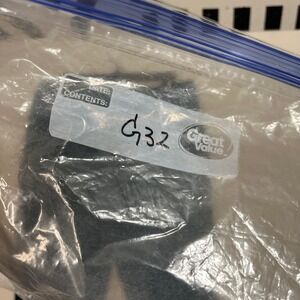 DATE:
CONTENTS:
G32
Great
Value